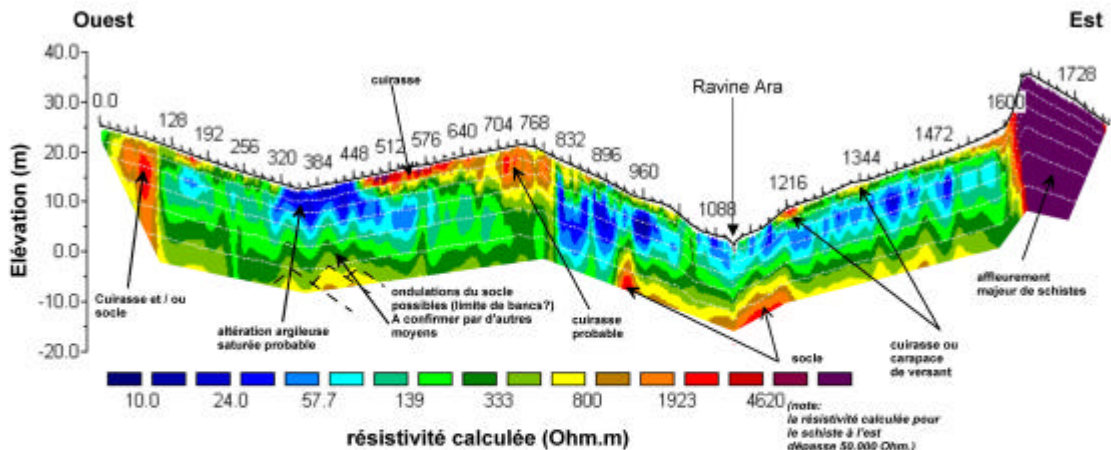 Ouest
Est
40.0
30.0
20.0
10.0
0.0
-10.0
-20.0
Elévation (m)
0.0
128
192
256
320
384
448
512
576
640
704
768
832
896
960
1088
1216
1344
1472
1600
1728
cuirasse
Ravine Ara
Cuirasse et / ou
socle
altération argileuse
saturée probable
ondulations du socle
possibles (limite de bancs?)
A confirmer par d'autres
moyens
cuirasse
probable
socle
cuirasse ou
carapace
de versant
affleurement
majeur de schistes
10.0
24.0
57.7
139
333
800
1923
4620
résistivité calculée (Ohm.m)
(note:
la résistivité calculée pour
le schiste à l'est
dépasse 50.000 Ohm.)